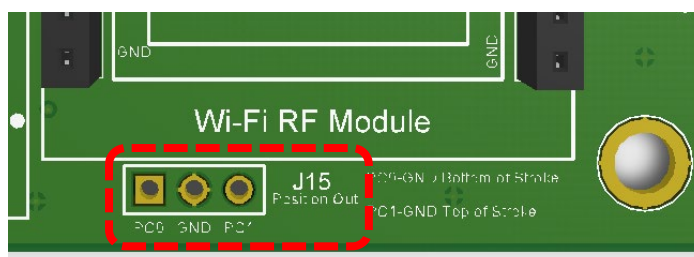 GND
GND
Wi-Fi RF Module
J15
Position Out
PC0 GND PC1
PC0-GND Bottom of Stroke
PC1-GND Top of Stroke